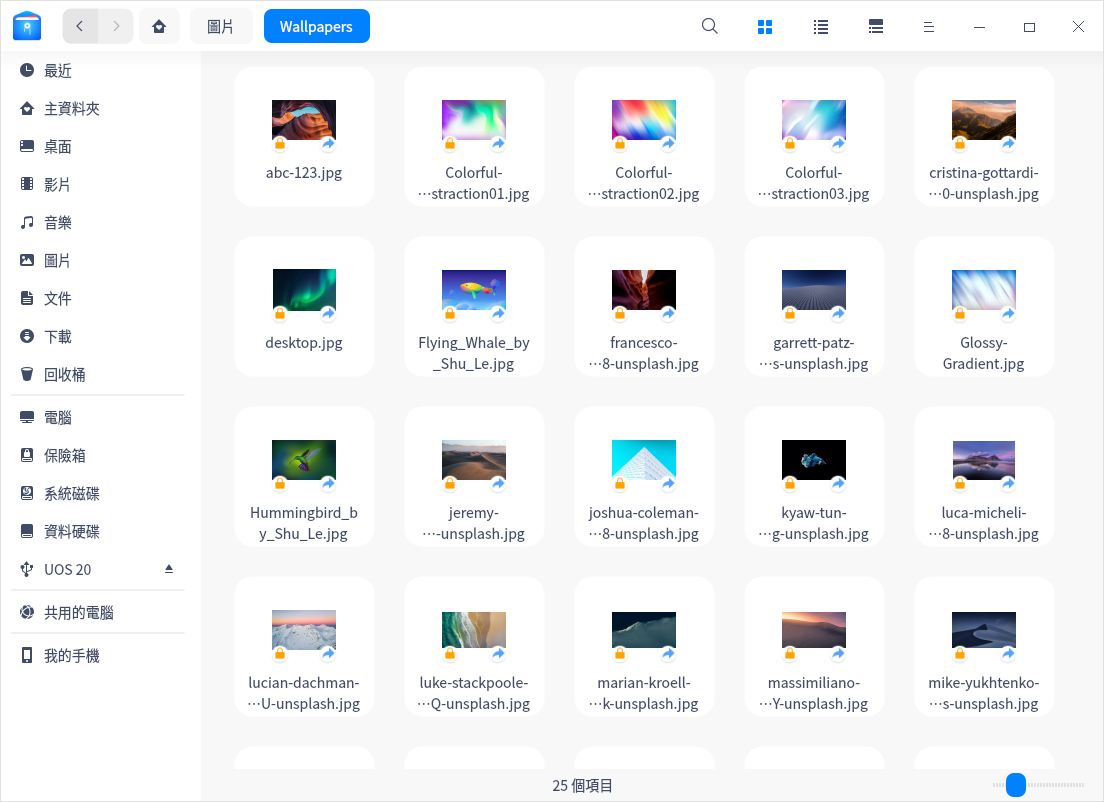 圖片
Wallpapers
最近
主資料夾
桌面
影片
音樂
圖片
文件
下載
回收桶
電腦
保險箱
系統磁碟
資料硬碟
UOS 20
共用的電腦
我的手機
abc-123.jpg
Colorful-
…straction01.jpg
Colorful-
…straction02.jpg
Colorful-
…straction03.jpg
cristina-gottardi-
…0-unsplash.jpg
desktop.jpg
Flying_Whale_by
_Shu_Le.jpg
francesco-
…8-unsplash.jpg
garrett-patz-
…s-unsplash.jpg
Glossy-
Gradient.jpg
Hummingbird_b
y_Shu_Le.jpg
jeremy-
…-unsplash.jpg
joshua-coleman-
…8-unsplash.jpg
kyaw-tun-
…g-unsplash.jpg
luca-micheli-
…8-unsplash.jpg
lucian-dachman-
…U-unsplash.jpg
luke-stackpoole-
…Q-unsplash.jpg
marian-kroell-
…k-unsplash.jpg
massimiliano-
…Y-unsplash.jpg
mike-yukhtenko-
…s-unsplash.jpg
25 個項目